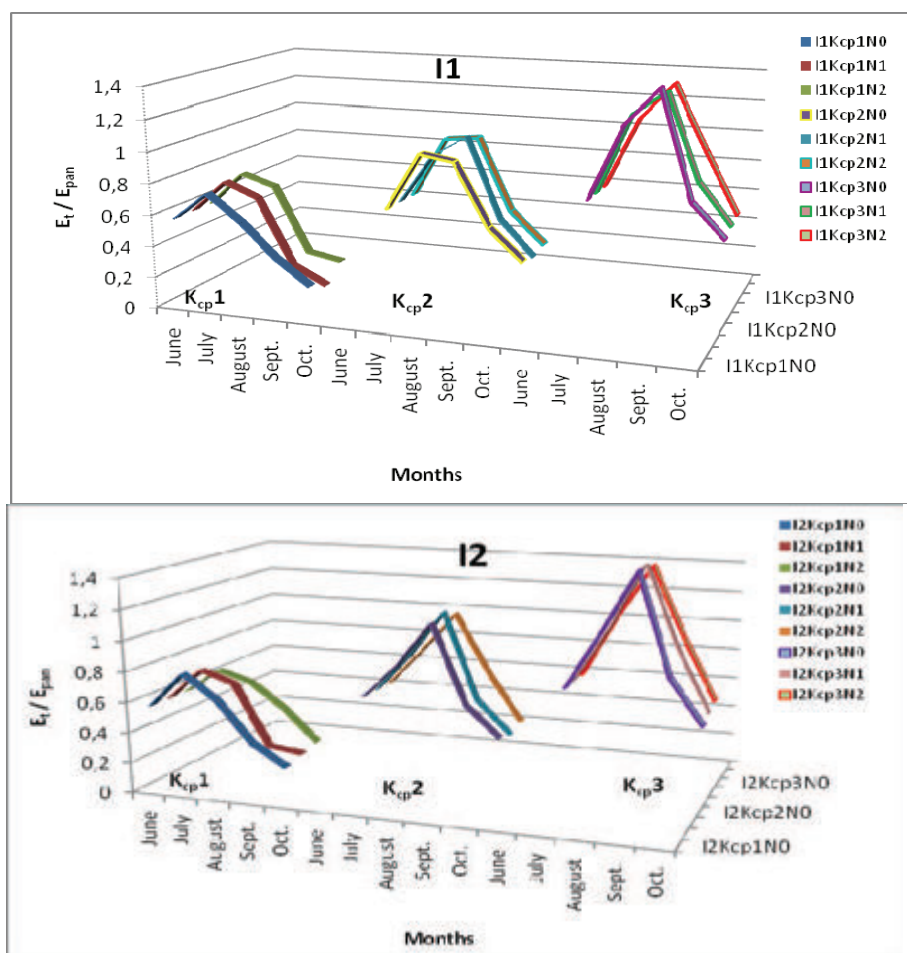 I1
1,4
1,2
1
0,8
0,6
0,4
0,2
0
Et / Epan
Kcp1
Kcp2
Kcp3
June
July
August
Sept.
Oct.
June
July
August
Sept.
Oct.
June
July
August
Sept.
Oct.
Months
I1Kcp3N0
I1Kcp2N0
I1Kcp1N0
I1Kcp1N0
I1Kcp1N1
I1Kcp1N2
I1Kcp2N0
I1Kcp2N1
I1Kcp2N2
I1Kcp3N0
I1Kcp3N1
I1Kcp3N2
I2
1,4
1,2
1
0,8
0,6
0,4
0,2
0
Et / Epan
Kcp1
Kcp2
Kcp3
June
July
August
Sept.
Oct.
June
July
August
Sept.
Oct.
June
July
August
Sept.
Oct.
Months
I2Kcp3N0
I2Kcp2N0
I2Kcp1N0
I2Kcp1N0
I2Kcp1N1
I2Kcp1N2
I2Kcp2N0
I2Kcp2N1
I2Kcp2N2
I2Kcp3N0
I2Kcp3N1
I2Kcp3N2